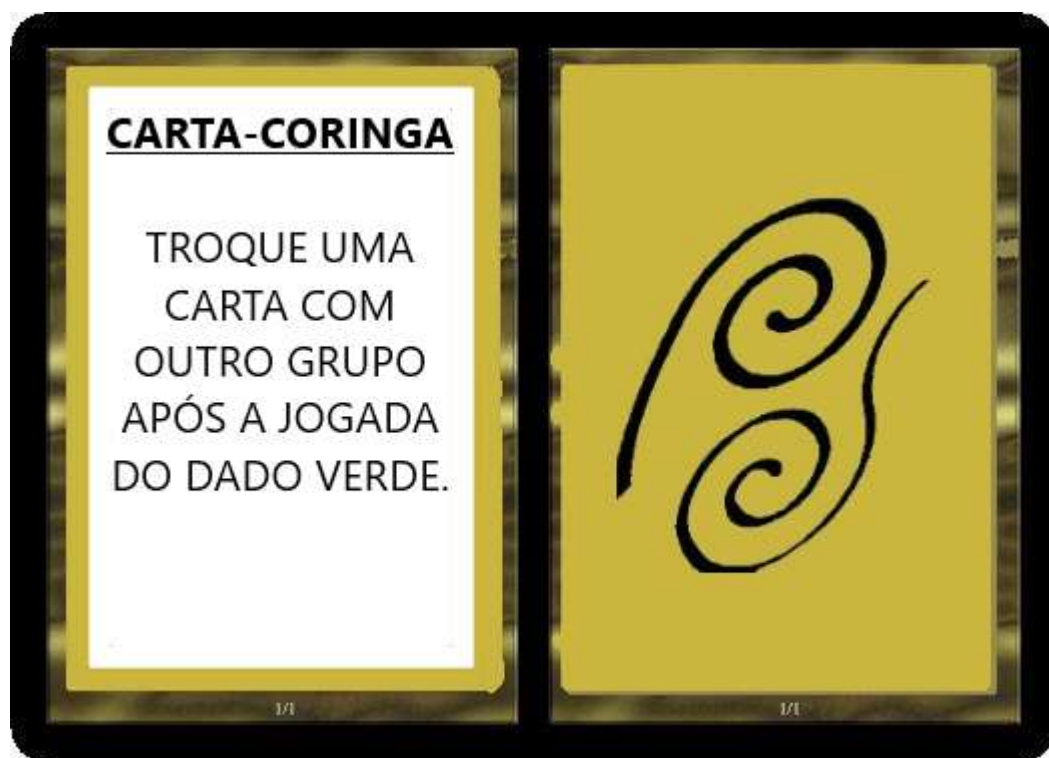 CARTA-CORINGA
TROQUE UMA
CARTA COM
OUTRO GRUPO
APÓS A JOGADA
DO DADO VERDE.
1/1
1/1